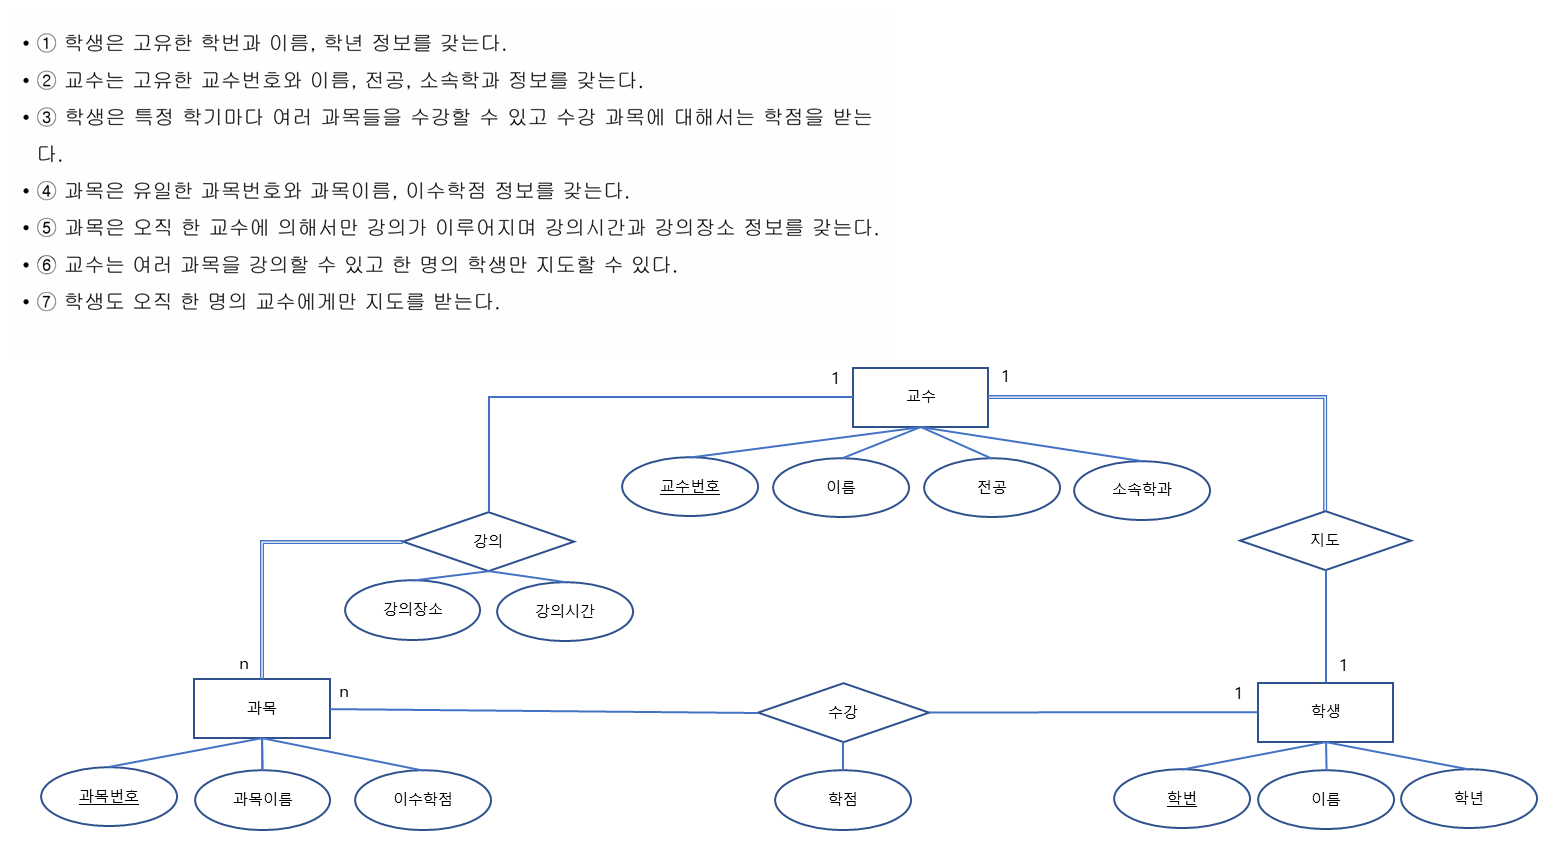 • ① 학생은 고유한 학번과 이름, 학년 정보를 갖는다.
• ② 교수는 고유한 교수번호와 이름, 전공, 소속학과 정보를 갖는다.
• ③ 학생은 특정 학기마다 여러 과목들을 수강할 수 있고 수강 과목에 대해서는 학점을 받는
다.
• ④ 과목은 유일한 과목번호와 과목이름, 이수학점 정보를 갖는다.
• ⑤ 과목은 오직 한 교수에 의해서만 강의가 이루어지며 강의시간과 강의장소 정보를 갖는다.
• ⑥ 교수는 여러 과목을 강의할 수 있고 한 명의 학생만 지도할 수 있다.
• ⑦ 학생도 오직 한 명의 교수에게만 지도를 받는다.
1 교수 1
교수번호 이름 전공 소속학과
강의 지도
강의장소 강의시간
n 1
과목 n 수강 1 학생
과목번호 과목이름 이수학점 학점 학번 이름 학년